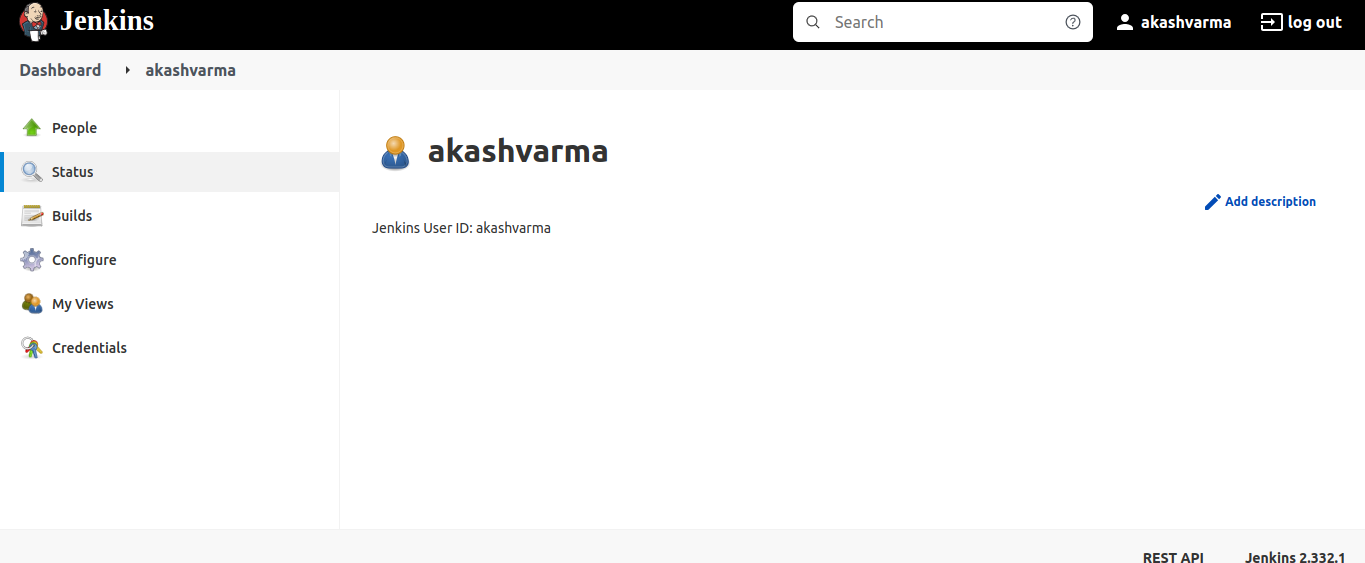 Jenkins
Search
akashvarma
log out
Dashboard
akashvarma
People
Status
Builds
Configure
My Views
Credentials
akashvarma
Add description
Jenkins User ID: akashvarma
REST API
Jenkins 2.332.1